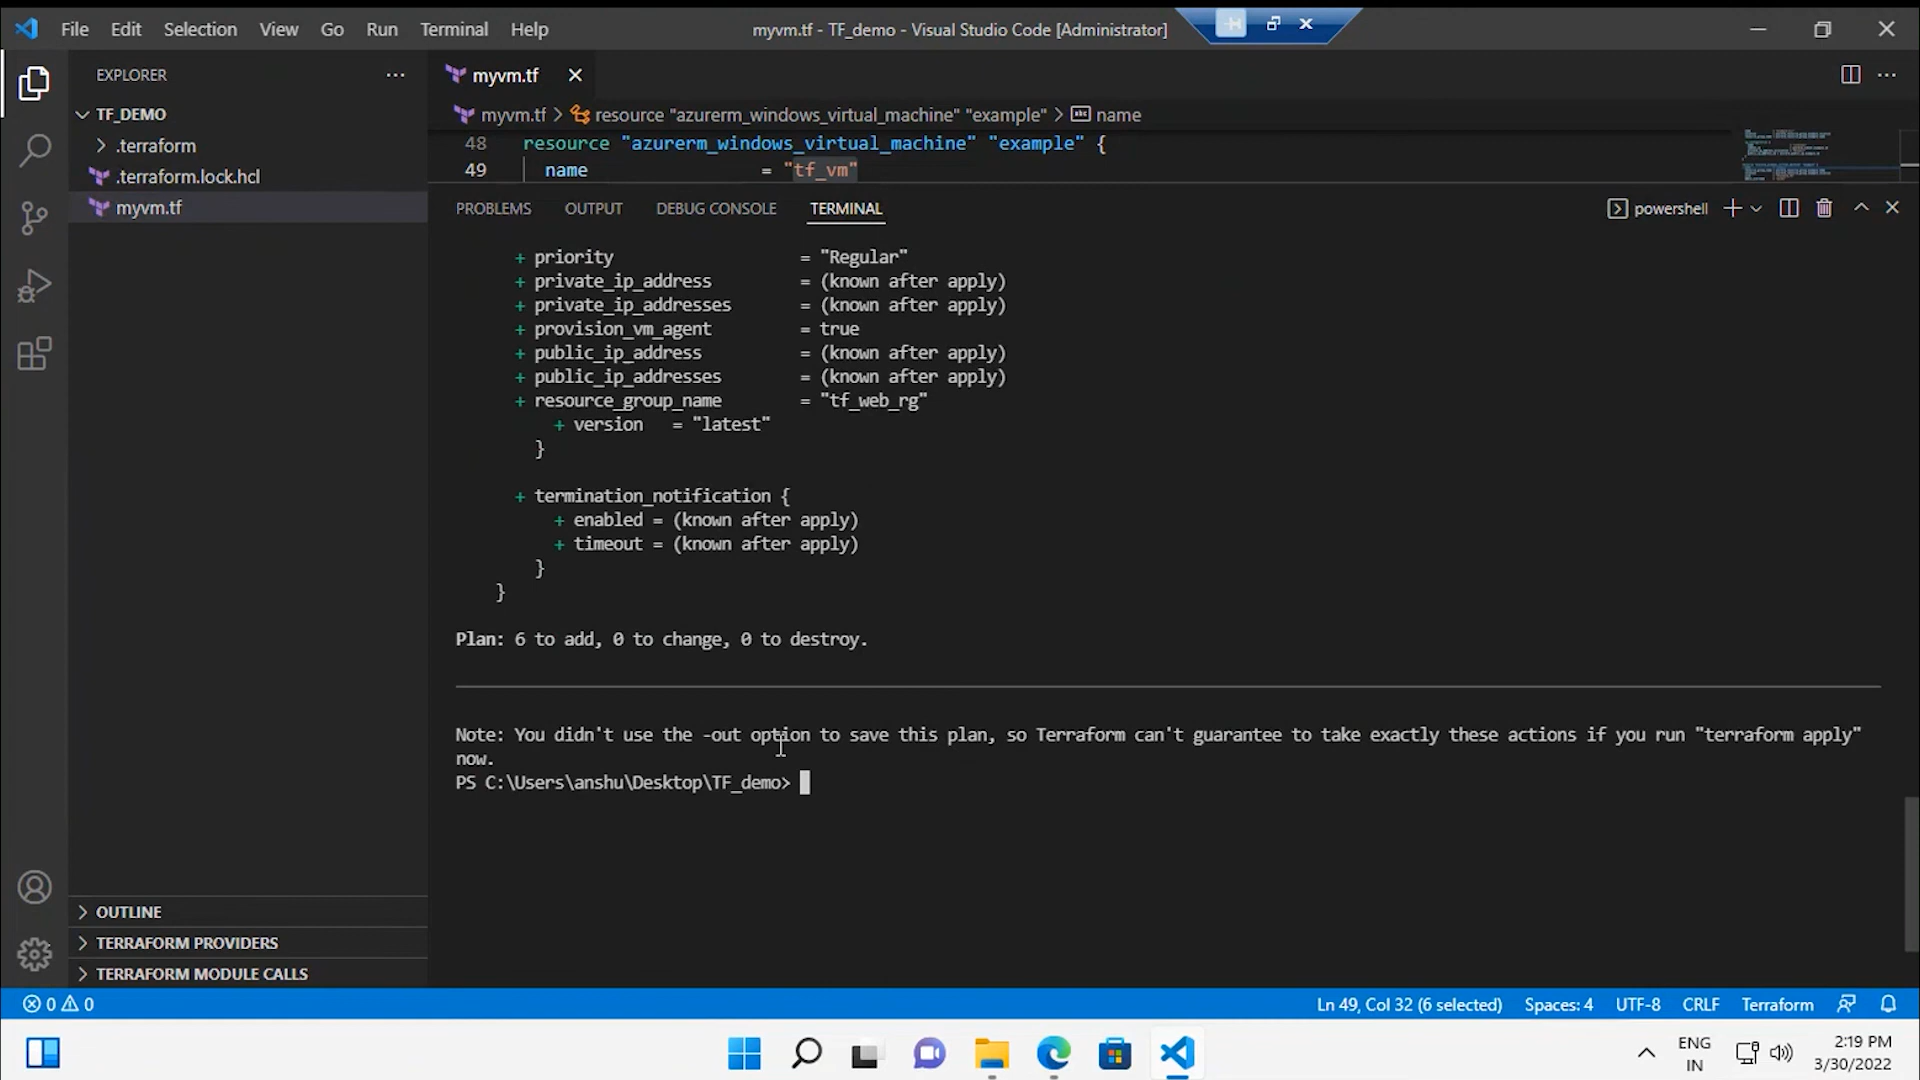 File Edit Selection View Go Run Terminal Help
myvm.tf - TF_demo - Visual Studio Code [Administrator]
EXPLORER
myvm.tf
TF_DEMO
.terraform
.terraform.lock.hcl
myvm.tf
myvm.tf > resource "azurerm_windows_virtual_machine" "example" > name
48 resource "azurerm_windows_virtual_machine" "example" {
49 name = "tf_vm"
PROBLEMS OUTPUT DEBUG CONSOLE TERMINAL
powershell
+ priority = "Regular"
+ private_ip_address = (known after apply)
+ private_ip_addresses = (known after apply)
+ provision_vm_agent = true
+ public_ip_address = (known after apply)
+ public_ip_addresses = (known after apply)
+ resource_group_name = "tf_web_rg"
+ version = "latest"
}
+ termination_notification {
+ enabled = (known after apply)
+ timeout = (known after apply)
}
}
Plan: 6 to add, 0 to change, 0 to destroy.
Note: You didn't use the -out option to save this plan, so Terraform can't guarantee to take exactly these actions if you run "terraform apply"
now.
PS C:\Users\anshu\Desktop\TF_demo>
OUTLINE
TERRAFORM PROVIDERS
TERRAFORM MODULE CALLS
0 0
Ln 49, Col 32 (6 selected) Spaces: 4 UTF-8 CRLF Terraform
ENG
IN
2:19 PM
3/30/2022